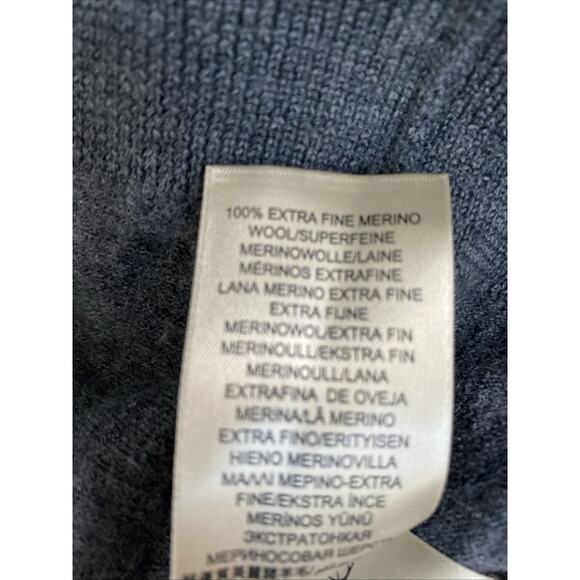 100% EXTRA FINE MERINO
WOOL/SUPERFEINE
MERINOWOLLE/LAINE
MÉRINOS EXTRAFINE
LANA MERINO EXTRA FINE
EXTRA FIJNE
MERINOWOL/EXTRA FIN
MERINOULL/EKSTRA FIN
MERINOULL/LANA
EXTRAFINA DE OVEJA
MERINA/LÃ MERINO
EXTRA FINO/ERITYISEN
HIENO MERINOVILLA
ΜΑΛΛΙ ΜΕΡΙΝΟ-EXTRA
FINE/EKSTRA İNCE
MERİNOS YÜNÜ
ЭКСТРАТОНКАЯ
МЕРИНОСОВАЯ ШЕРСТЬ